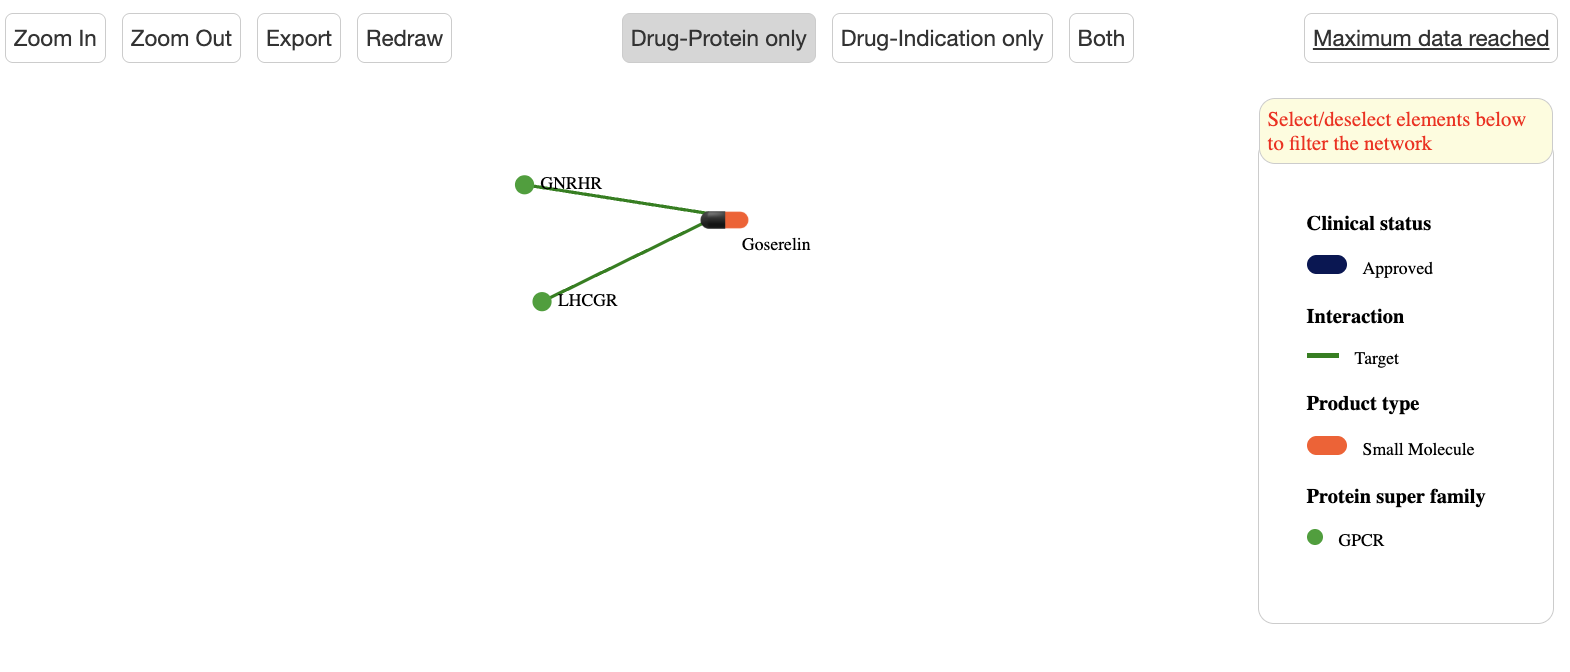 Zoom In
Zoom Out
Export
Redraw
Drug-Protein only
Drug-Indication only
Both
Maximum data reached
Select/deselect elements below
to filter the network
GNRHR
Goserelin
LHCGR
Clinical status
Approved
Interaction
Target
Product type
Small Molecule
Protein super family
GPCR